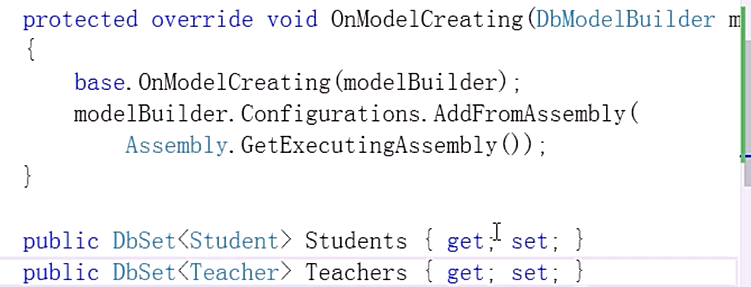 protected override void OnModelCreating(DbModelBuilder m
{
base.OnModelCreating(modelBuilder);
modelBuilder.Configurations.AddFromAssembly(
Assembly.GetExecutingAssembly());
}
public DbSet<Student> Students { get; set; }
public DbSet<Teacher> Teachers { get; set; }